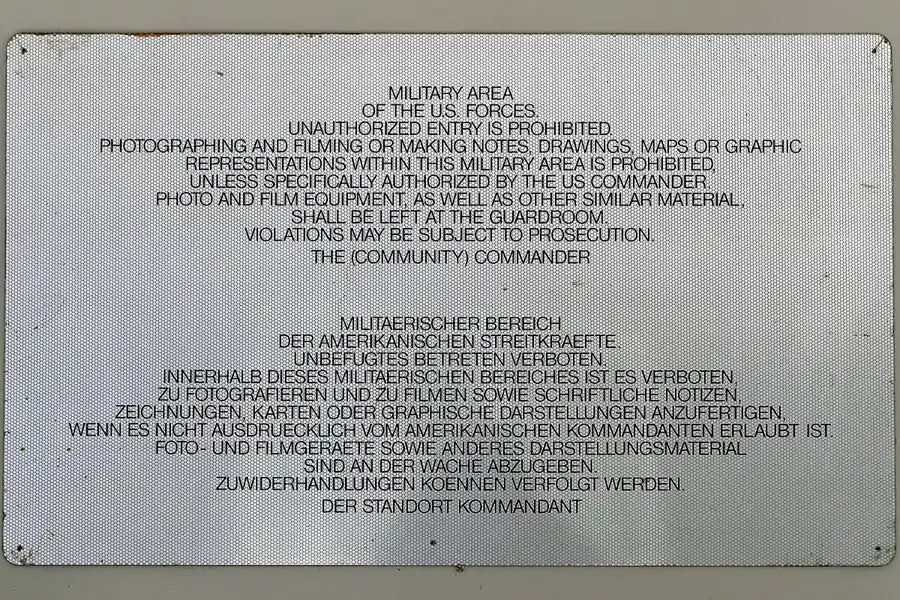 MILITARY AREA
OF THE U.S. FORCES.
UNAUTHORIZED ENTRY IS PROHIBITED.
PHOTOGRAPHING AND FILMING OR MAKING NOTES, DRAWINGS, MAPS OR GRAPHIC
REPRESENTATIONS WITHIN THIS MILITARY AREA IS PROHIBITED,
UNLESS SPECIFICALLY AUTHORIZED BY THE US COMMANDER.
PHOTO AND FILM EQUIPMENT, AS WELL AS OTHER SIMILAR MATERIAL,
SHALL BE LEFT AT THE GUARDROOM.
VIOLATIONS MAY BE SUBJECT TO PROSECUTION.
THE (COMMUNITY) COMMANDER
MILITAERISCHER BEREICH
DER AMERIKANISCHEN STREITKRAEFTE.
UNBEFUGTES BETRETEN VERBOTEN.
INNERHALB DIESES MILITAERISCHEN BEREICHES IST ES VERBOTEN,
ZU FOTOGRAFIEREN UND ZU FILMEN SOWIE SCHRIFTLICHE NOTIZEN,
ZEICHNUNGEN, KARTEN ODER GRAPHISCHE DARSTELLUNGEN ANZUFERTIGEN,
WENN ES NICHT AUSDRUECKLICH VOM AMERIKANISCHEN KOMMANDANTEN ERLAUBT IST.
FOTO- UND FILMGERAETE SOWIE ANDERES DARSTELLUNGSMATERIAL
SIND AN DER WACHE ABZUGEBEN.
ZUWIDERHANDLUNGEN KOENNEN VERFOLGT WERDEN.
DER STANDORT KOMMANDANT